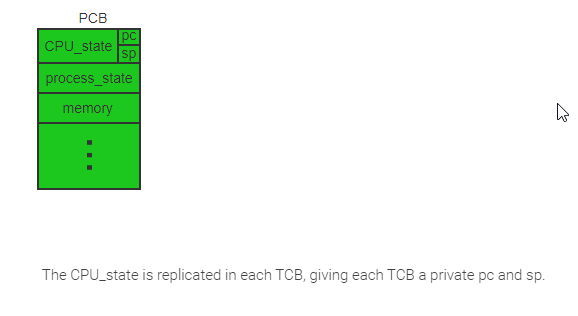 PCB
CPU_state pc
sp
process_state
memory
The CPU_state is replicated in each TCB, giving each TCB a private pc and sp.